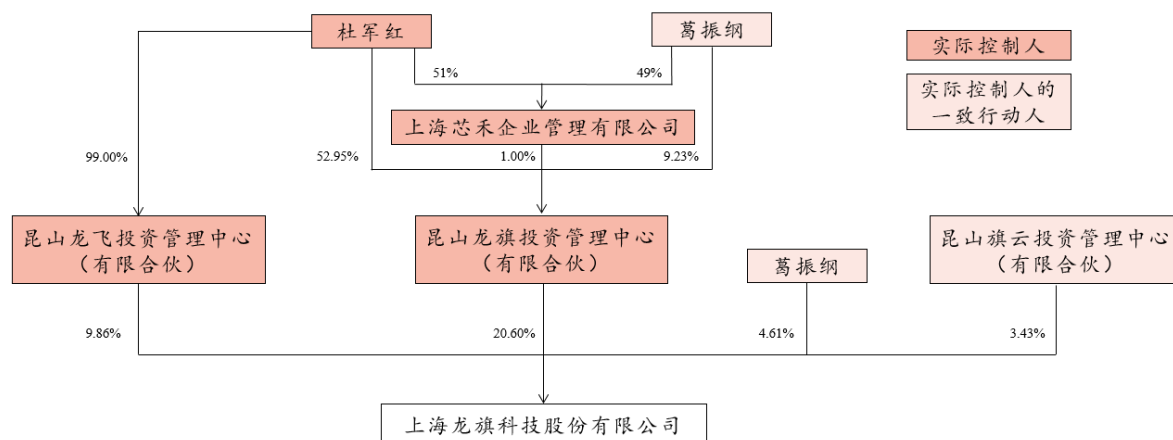 杜军红
葛振纲
实际控制人
实际控制人的
一致行动人
51%
49%
上海芯禾企业管理有限公司
99.00%
52.95%
1.00%
9.23%
昆山龙飞投资管理中心
（有限合伙）
昆山龙旗投资管理中心
（有限合伙）
葛振纲
昆山旗云投资管理中心
（有限合伙）
9.86%
20.60%
4.61%
3.43%
上海龙旗科技股份有限公司